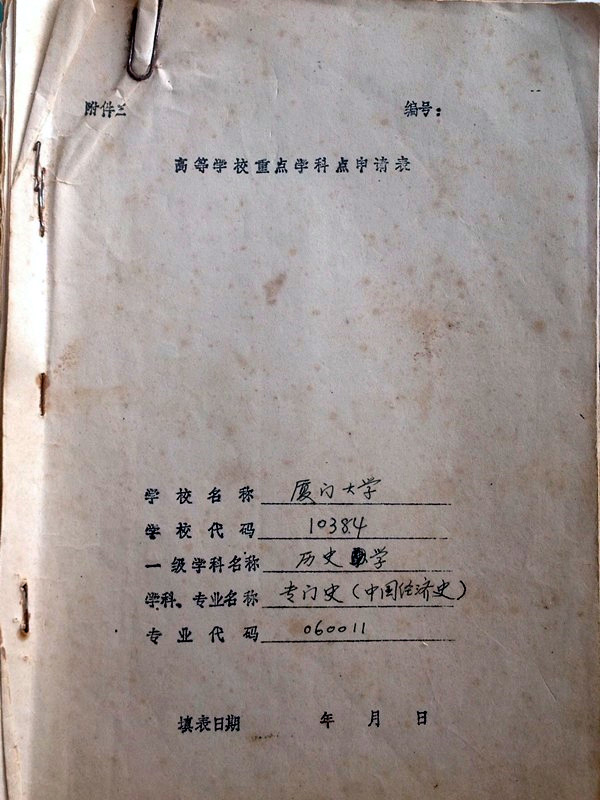 附件三 编号：
高等学校重点学科点申请表
学校名称 厦门大学
学校代码 10384
一级学科名称 历史学
学科、专业名称 专门史（中国经济史）
专业代码 060011
填表日期 年 月 日